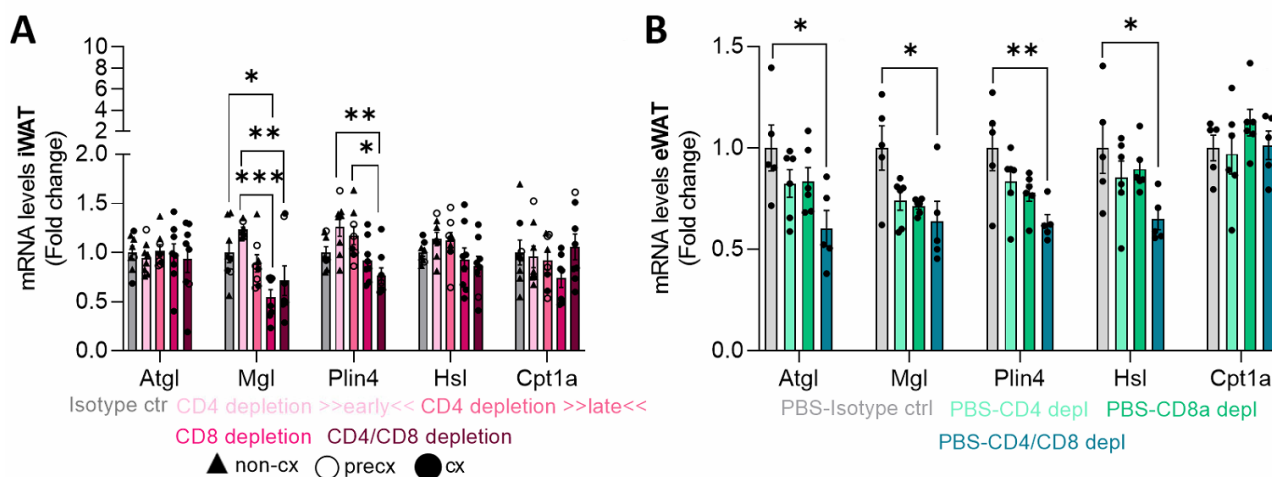 A
mRNA levels iWAT
(Fold change)
10
8
6
4
2
2.0
1.5
1.0
0.5
0.0
*
**
***
**
*
Atgl Mgl Plin4 Hsl Cpt1a
Isotype ctr CD4 depletion >>early<< CD4 depletion >>late<<
CD8 depletion CD4/CD8 depletion
non-cx precx cx
B
mRNA levels eWAT
(Fold change)
1.5
1.0
0.5
0.0
*
*
**
*
Atgl Mgl Plin4 Hsl Cpt1a
PBS-Isotype ctrl PBS-CD4 depl PBS-CD8a depl
PBS-CD4/CD8 depl